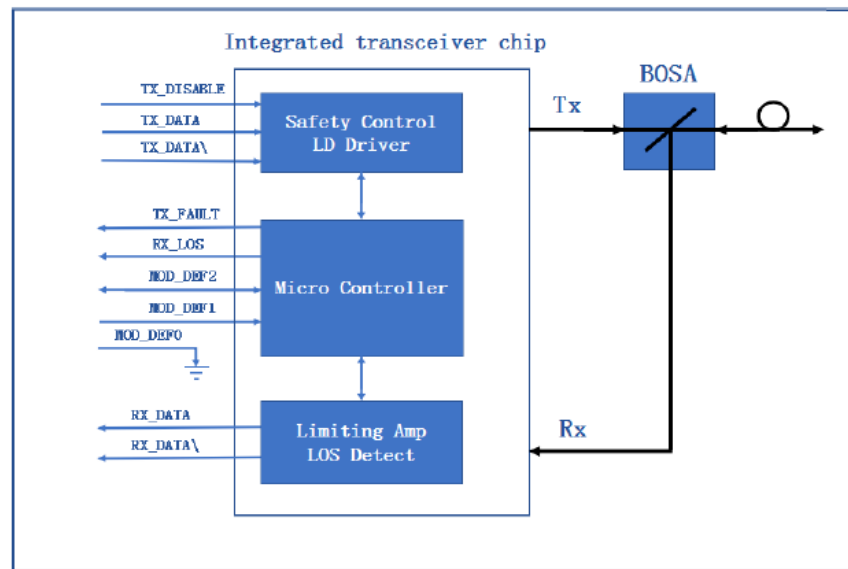 Integrated transceiver chip
BOSA
TX_DISABLE
TX_DATA
TX_DATA\
Safety Control
LD Driver
Tx
TX_FAULT
RX_LOS
MOD_DEF2
MOD_DEF1
MOD_DEF0
Micro Controller
RX_DATA
RX_DATA\
Limiting Amp
LOS Detect
Rx